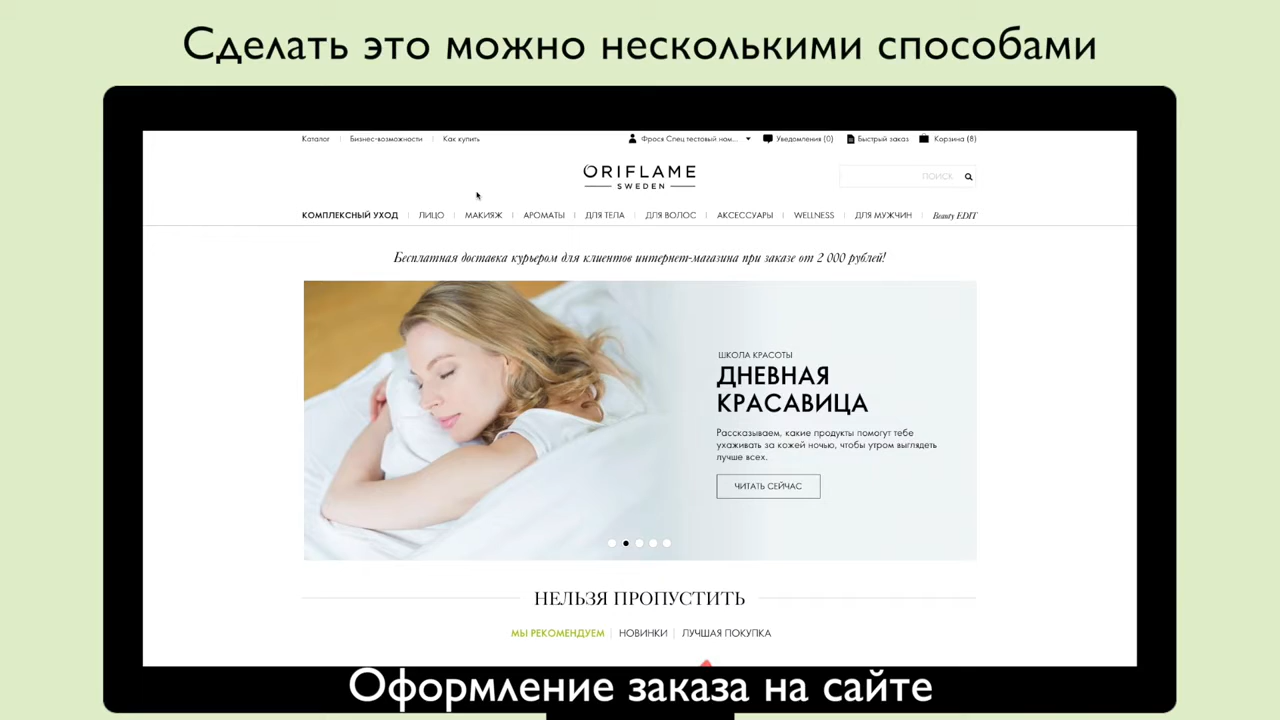 Сделать это можно несколькими способами
Каталог | Бизнес-возможности | Как купить
Фрося Спец тестовый ном... Уведомления (0) Быстрый заказ Корзина (8)
ORIFLAME
SWEDEN
ПОИСК
КОМПЛЕКСНЫЙ УХОД | ЛИЦО | МАКИЯЖ | АРОМАТЫ | ДЛЯ ТЕЛА | ДЛЯ ВОЛОС | АКСЕССУАРЫ | WELLNESS | ДЛЯ МУЖЧИН | Beauty EDIT
Бесплатная доставка курьером для клиентов интернет-магазина при заказе от 2 000 рублей!
ШКОЛА КРАСОТЫ
ДНЕВНАЯ
КРАСАВИЦА
Рассказываем, какие продукты помогут тебе
ухаживать за кожей ночью, чтобы утром выглядеть
лучше всех.
ЧИТАТЬ СЕЙЧАС
НЕЛЬЗЯ ПРОПУСТИТЬ
МЫ РЕКОМЕНДУЕМ | НОВИНКИ | ЛУЧШАЯ ПОКУПКА
Оформление заказа на сайте